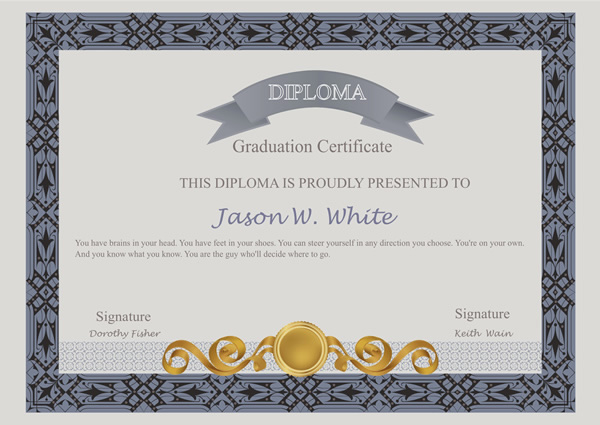 DIPLOMA
Graduation Certificate
THIS DIPLOMA IS PROUDLY PRESENTED TO
Jason W. White
You have brains in your head. You have feet in your shoes. You can steer yourself in any direction you choose. You're on your own.
And you know what you know. You are the guy who'll decide where to go.
Signature
Dorothy Fisher
Signature
Keith Wain